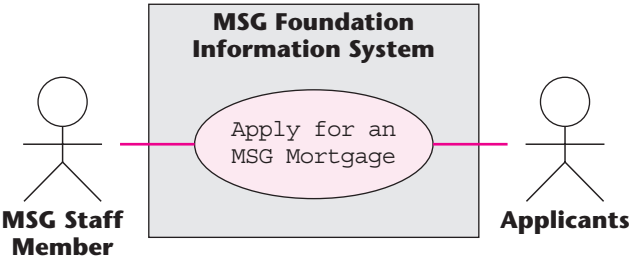 MSG Foundation
Information System
Apply for an
MSG Mortgage
MSG Staff
Member
Applicants